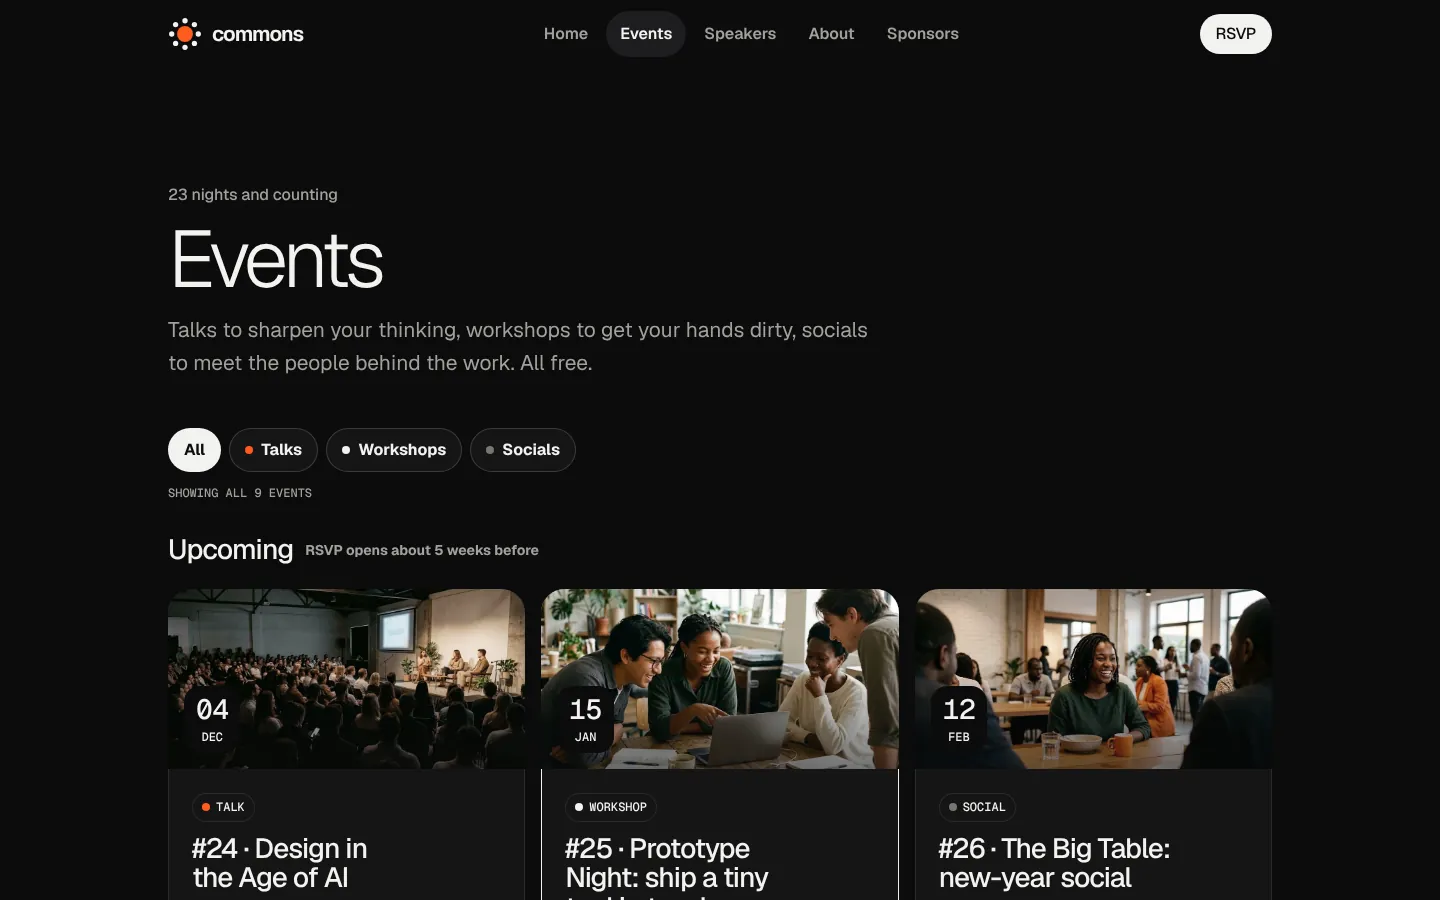 commons
Home
Events
Speakers
About
Sponsors
RSVP
23 nights and counting
Events
Talks to sharpen your thinking, workshops to get your hands dirty, socials
to meet the people behind the work. All free.
All
Talks
Workshops
Socials
SHOWING ALL 9 EVENTS
Upcoming
RSVP opens about 5 weeks before
04
DEC
TALK
#24 · Design in
the Age of AI
15
JAN
WORKSHOP
#25 · Prototype
Night: ship a tiny
12
FEB
SOCIAL
#26 · The Big Table:
new-year social